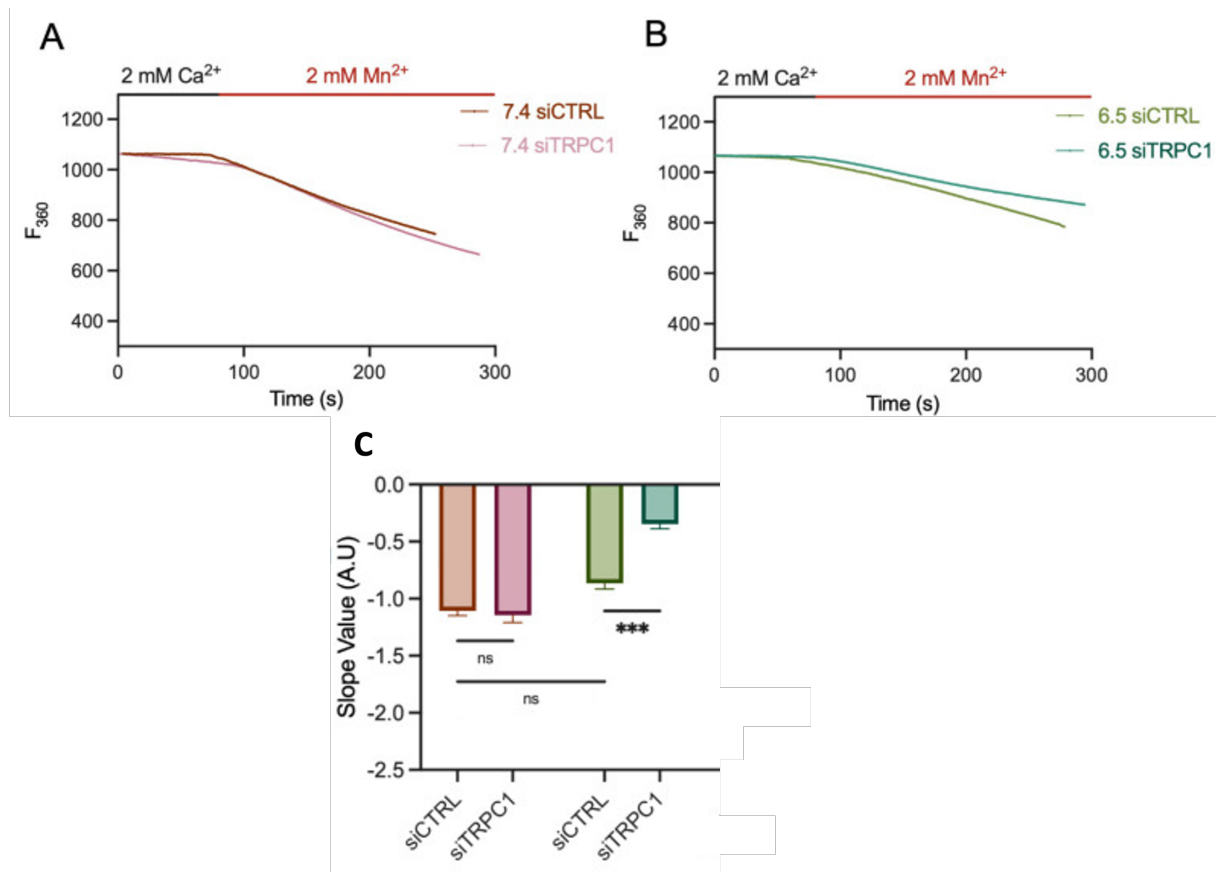 A
2 mM Ca²⁺ 2 mM Mn²⁺
7.4 siCTRL
7.4 siTRPC1
1200
1000
800
600
400
F₃₆₀
0 100 200 300
Time (s)
B
2 mM Ca²⁺ 2 mM Mn²⁺
6.5 siCTRL
6.5 siTRPC1
1200
1000
800
600
400
F₃₆₀
0 100 200 300
Time (s)
C
0.0
-0.5
-1.0
-1.5
-2.0
-2.5
Slope Value (A.U)
***
ns
ns
siCTRL siTRPC1 siCTRL siTRPC1